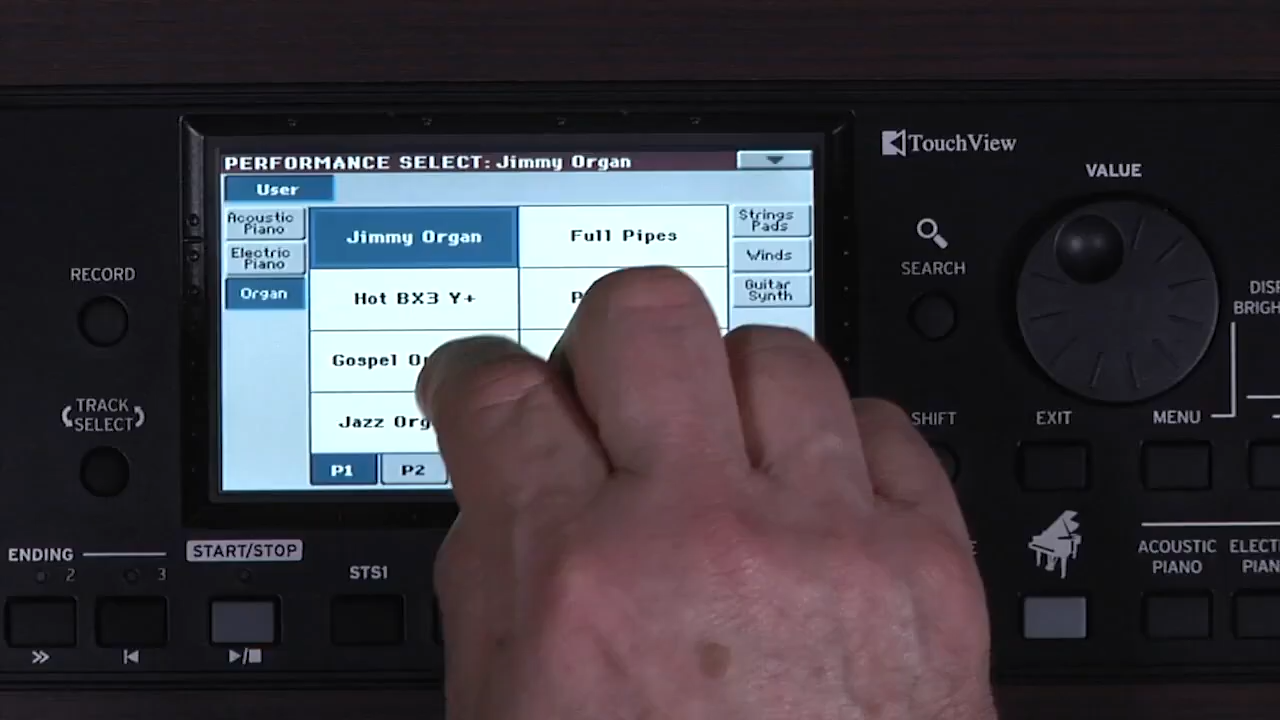 PERFORMANCE SELECT: Jimmy Organ
User
Acoustic
Piano
Electric
Piano
Organ
Jimmy Organ
Full Pipes
Hot BX3 Y+
Gospel
Jazz
P1
P2
Strings
Pads
Winds
Guitar
Synth
TouchView
VALUE
SEARCH
RECORD
TRACK
SELECT
SHIFT
EXIT
MENU
ENDING
2
3
START/STOP
STS1
ACOUSTIC
PIANO